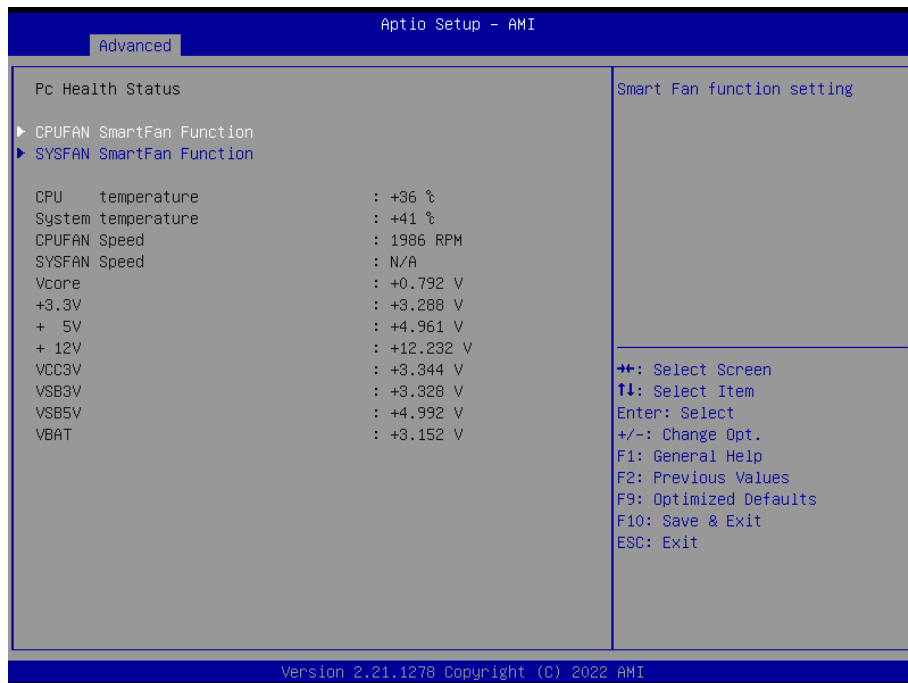 Aptio Setup - AMI
Advanced
Pc Health Status
Smart Fan function setting
▶ CPUFAN SmartFan Function
▶ SYSFAN SmartFan Function
CPU temperature : +36 ℃
System temperature : +41 ℃
CPUFAN Speed : 1986 RPM
SYSFAN Speed : N/A
Vcore : +0.792 V
+3.3V : +3.288 V
+ 5V : +4.961 V
+ 12V : +12.232 V
VCC3V : +3.344 V
VSB3V : +3.328 V
VSB5V : +4.992 V
VBAT : +3.152 V
→←: Select Screen
↑↓: Select Item
Enter: Select
+/-: Change Opt.
F1: General Help
F2: Previous Values
F9: Optimized Defaults
F10: Save & Exit
ESC: Exit
Version 2.21.1278 Copyright (C) 2022 AMI